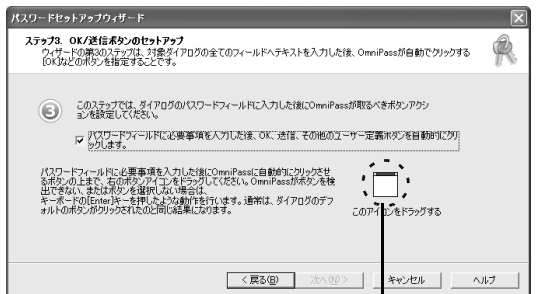 パスワードセットアップウィザード
ステップ3. OK/送信ボタンのセットアップ
ウィザードの第3のステップは、対象ダイアログの全てのフィールドへテキストを入力した後、OmniPassが自動でクリックする
[OK]などのボタンを指定することです。
3
このステップでは、ダイアログのパスワードフィールドに入力した後にOmniPassが取るべきボタンアクシ
ョンを設定してください。
パスワードフィールドに必要事項を入力した後、OK、送信、その他のユーザー定義ボタンを自動的にクリ
ックします。
パスワードフィールドに必要事項を入力した後にOmniPassに自動的にクリックさせ
るボタンの上まで、右のボタンアイコンをドラッグしてください。OmniPassがボタンを検
出できない、またはボタンを選択しない場合は、
キーボードの[Enter]キーを押したような動作を行います。通常は、ダイアログのデフ
ォルトのボタンがクリックされたのと同じ結果になります。
このアイコンをドラッグする
< 戻る(B)
次へ(N) >
キャンセル
ヘルプ